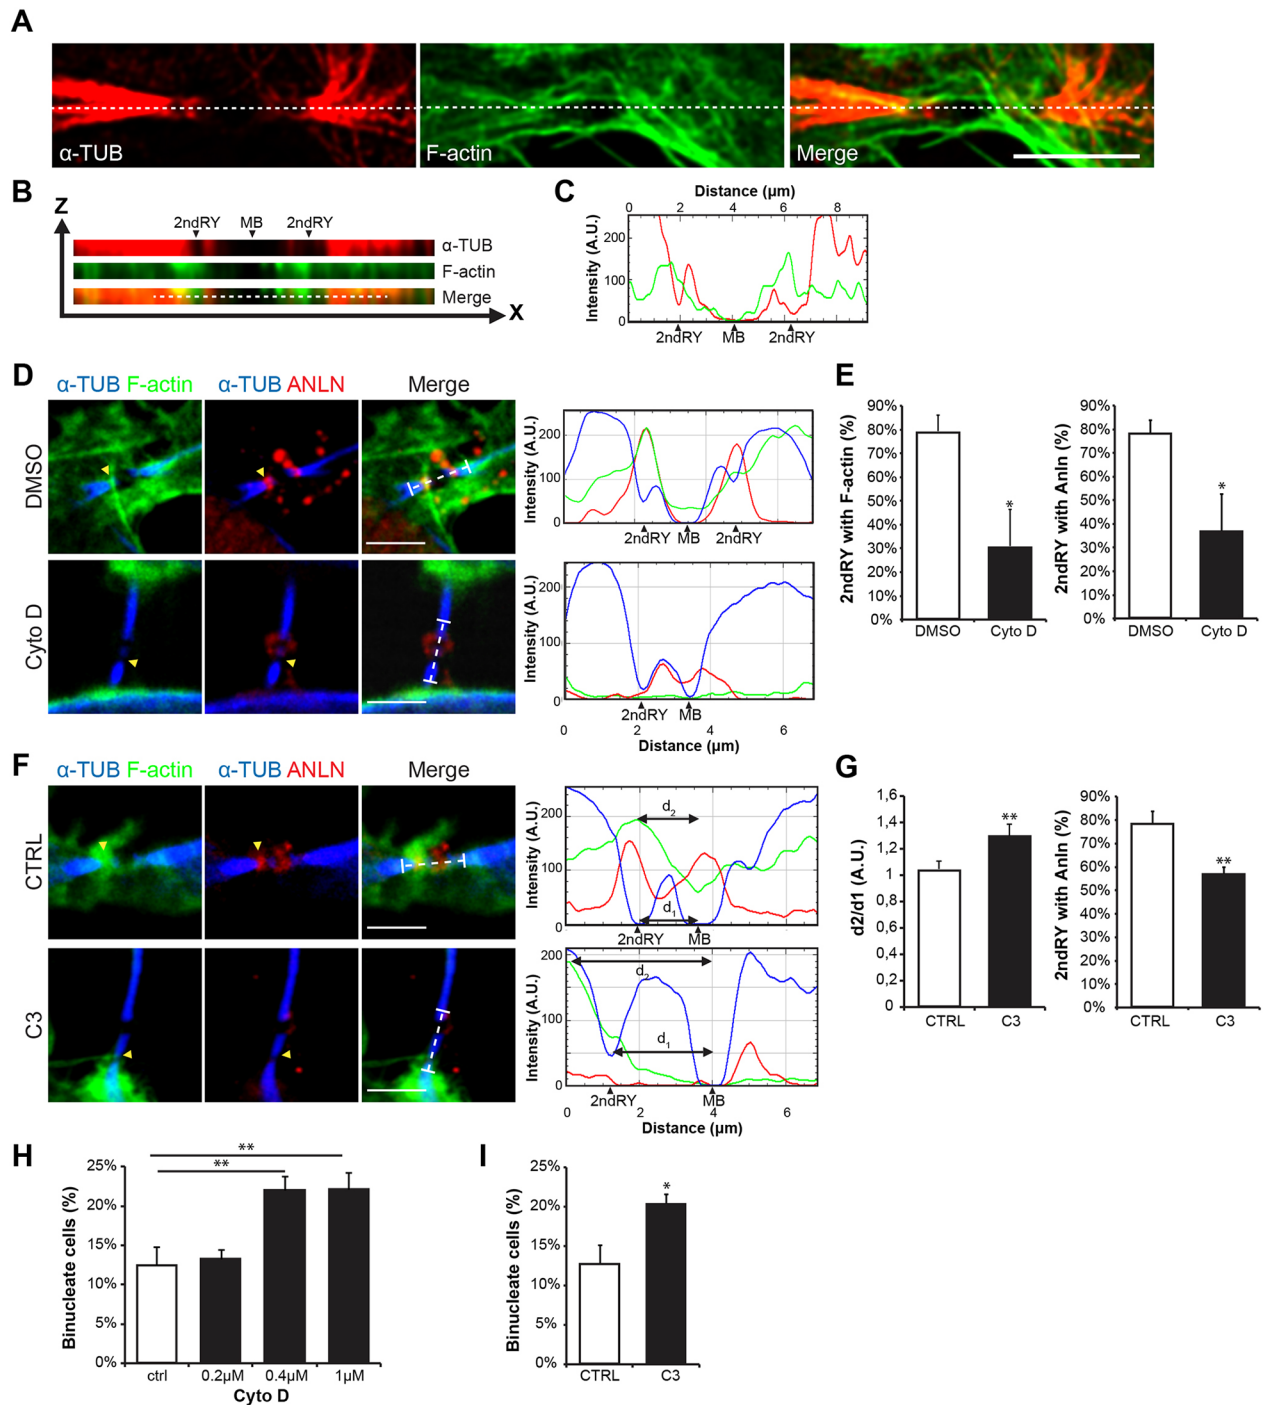 A
α-TUB
F-actin
Merge
B
Z
2ndRY MB 2ndRY
α-TUB
F-actin
Merge
X
C
Distance (µm)
0 2 4 6 8
Intensity (A.U.)
200
100
0
2ndRY MB 2ndRY
D
α-TUB F-actin α-TUB ANLN Merge
DMSO
Intensity (A.U.)
200
100
0
2ndRY MB 2ndRY
Cyto D
Intensity (A.U.)
200
100
0
2ndRY MB
0 2 4 6
Distance (µm)
E
2ndRY with F-actin (%)
90%
80%
70%
60%
50%
40%
30%
20%
10%
0%
*
DMSO Cyto D
2ndRY with Anln (%)
90%
80%
70%
60%
50%
40%
30%
20%
10%
0%
*
DMSO Cyto D
F
α-TUB F-actin α-TUB ANLN Merge
CTRL
Intensity (A.U.)
200
100
0
d2
d1
2ndRY MB
C3
Intensity (A.U.)
200
100
0
d2
d1
2ndRY MB
0 2 4 6
Distance (µm)
G
d2/d1 (A.U.)
1,6
1,4
1,2
1
0,8
0,6
0,4
0,2
0
**
CTRL C3
2ndRY with Anln (%)
90%
80%
70%
60%
50%
40%
30%
20%
10%
0%
**
CTRL C3
H
Binucleate cells (%)
25%
20%
15%
10%
5%
0%
**
**
ctrl 0.2µM 0.4µM 1µM
Cyto D
I
Binucleate cells (%)
25%
20%
15%
10%
5%
0%
*
CTRL C3